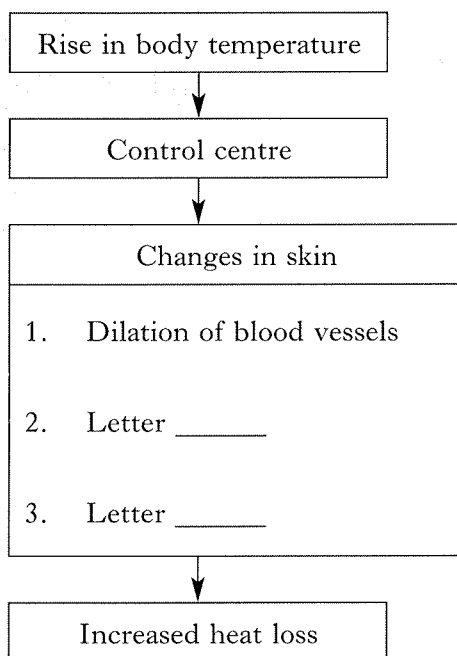 Rise in body temperature
Control centre
Changes in skin
1. Dilation of blood vessels
2. Letter ______
3. Letter ______
Increased heat loss